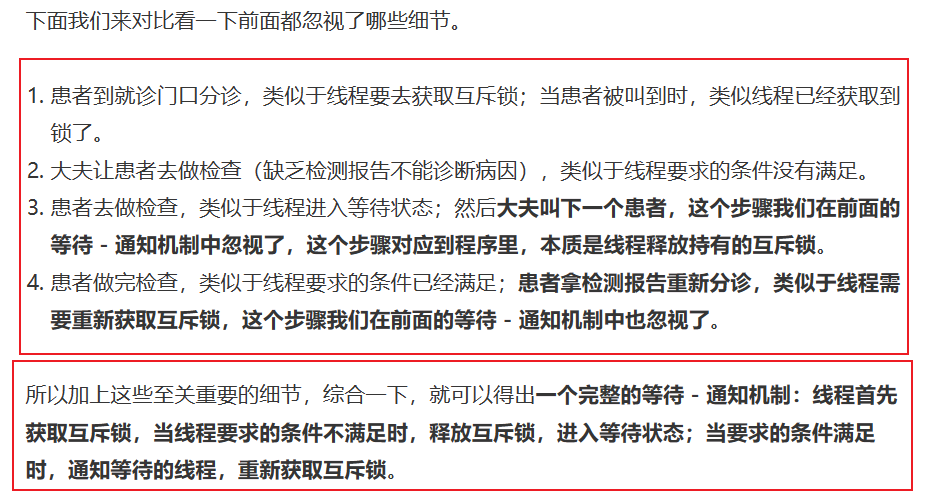 下面我们来对比看一下前面都忽视了哪些细节。
1. 患者到就诊门口分诊，类似于线程要去获取互斥锁；当患者被叫到时，类似线程已经获取到
锁了。
2. 大夫让患者去做检查（缺乏检测报告不能诊断病因），类似于线程要求的条件没有满足。
3. 患者去做检查，类似于线程进入等待状态；然后大夫叫下一个患者，这个步骤我们在前面的
等待 - 通知机制中忽视了，这个步骤对应到程序里，本质是线程释放持有的互斥锁。
4. 患者做完检查，类似于线程要求的条件已经满足；患者拿检测报告重新分诊，类似于线程需
要重新获取互斥锁，这个步骤我们在前面的等待 - 通知机制中也忽视了。
所以加上这些至关重要的细节，综合一下，就可以得出一个完整的等待 - 通知机制：线程首先
获取互斥锁，当线程要求的条件不满足时，释放互斥锁，进入等待状态；当要求的条件满足
时，通知等待的线程，重新获取互斥锁。